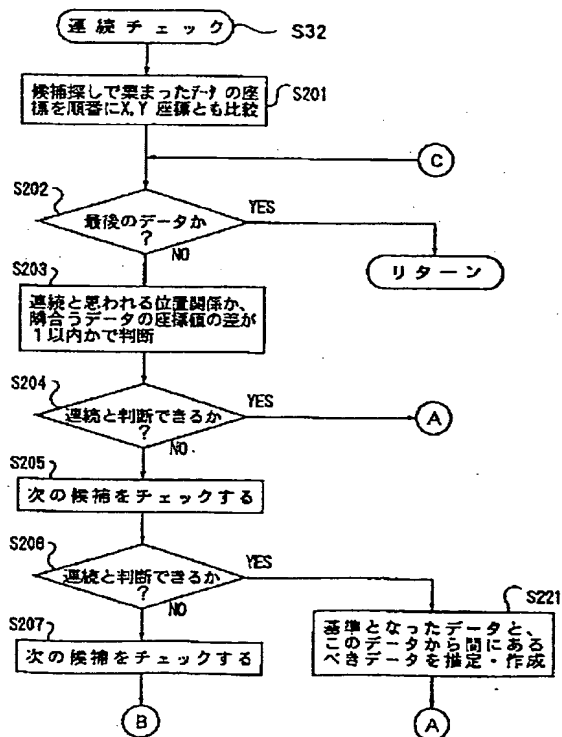 連続チェック
S32
候補探しで集まったデータの座
標を順番にX,Y 座標とも比較
S201
C
S202
最後のデータか
?
YES
NO
リターン
S203
連続と思われる位置関係か、
隣合うデータの座標値の差が
1以内かで判断
S204
連続と判断できるか
?
YES
NO
A
S205
次の候補をチェックする
S206
連続と判断できるか
?
YES
NO
S207
次の候補をチェックする
S221
基準となったデータと、
このデータから間にある
べきデータを推定・作成
B
A